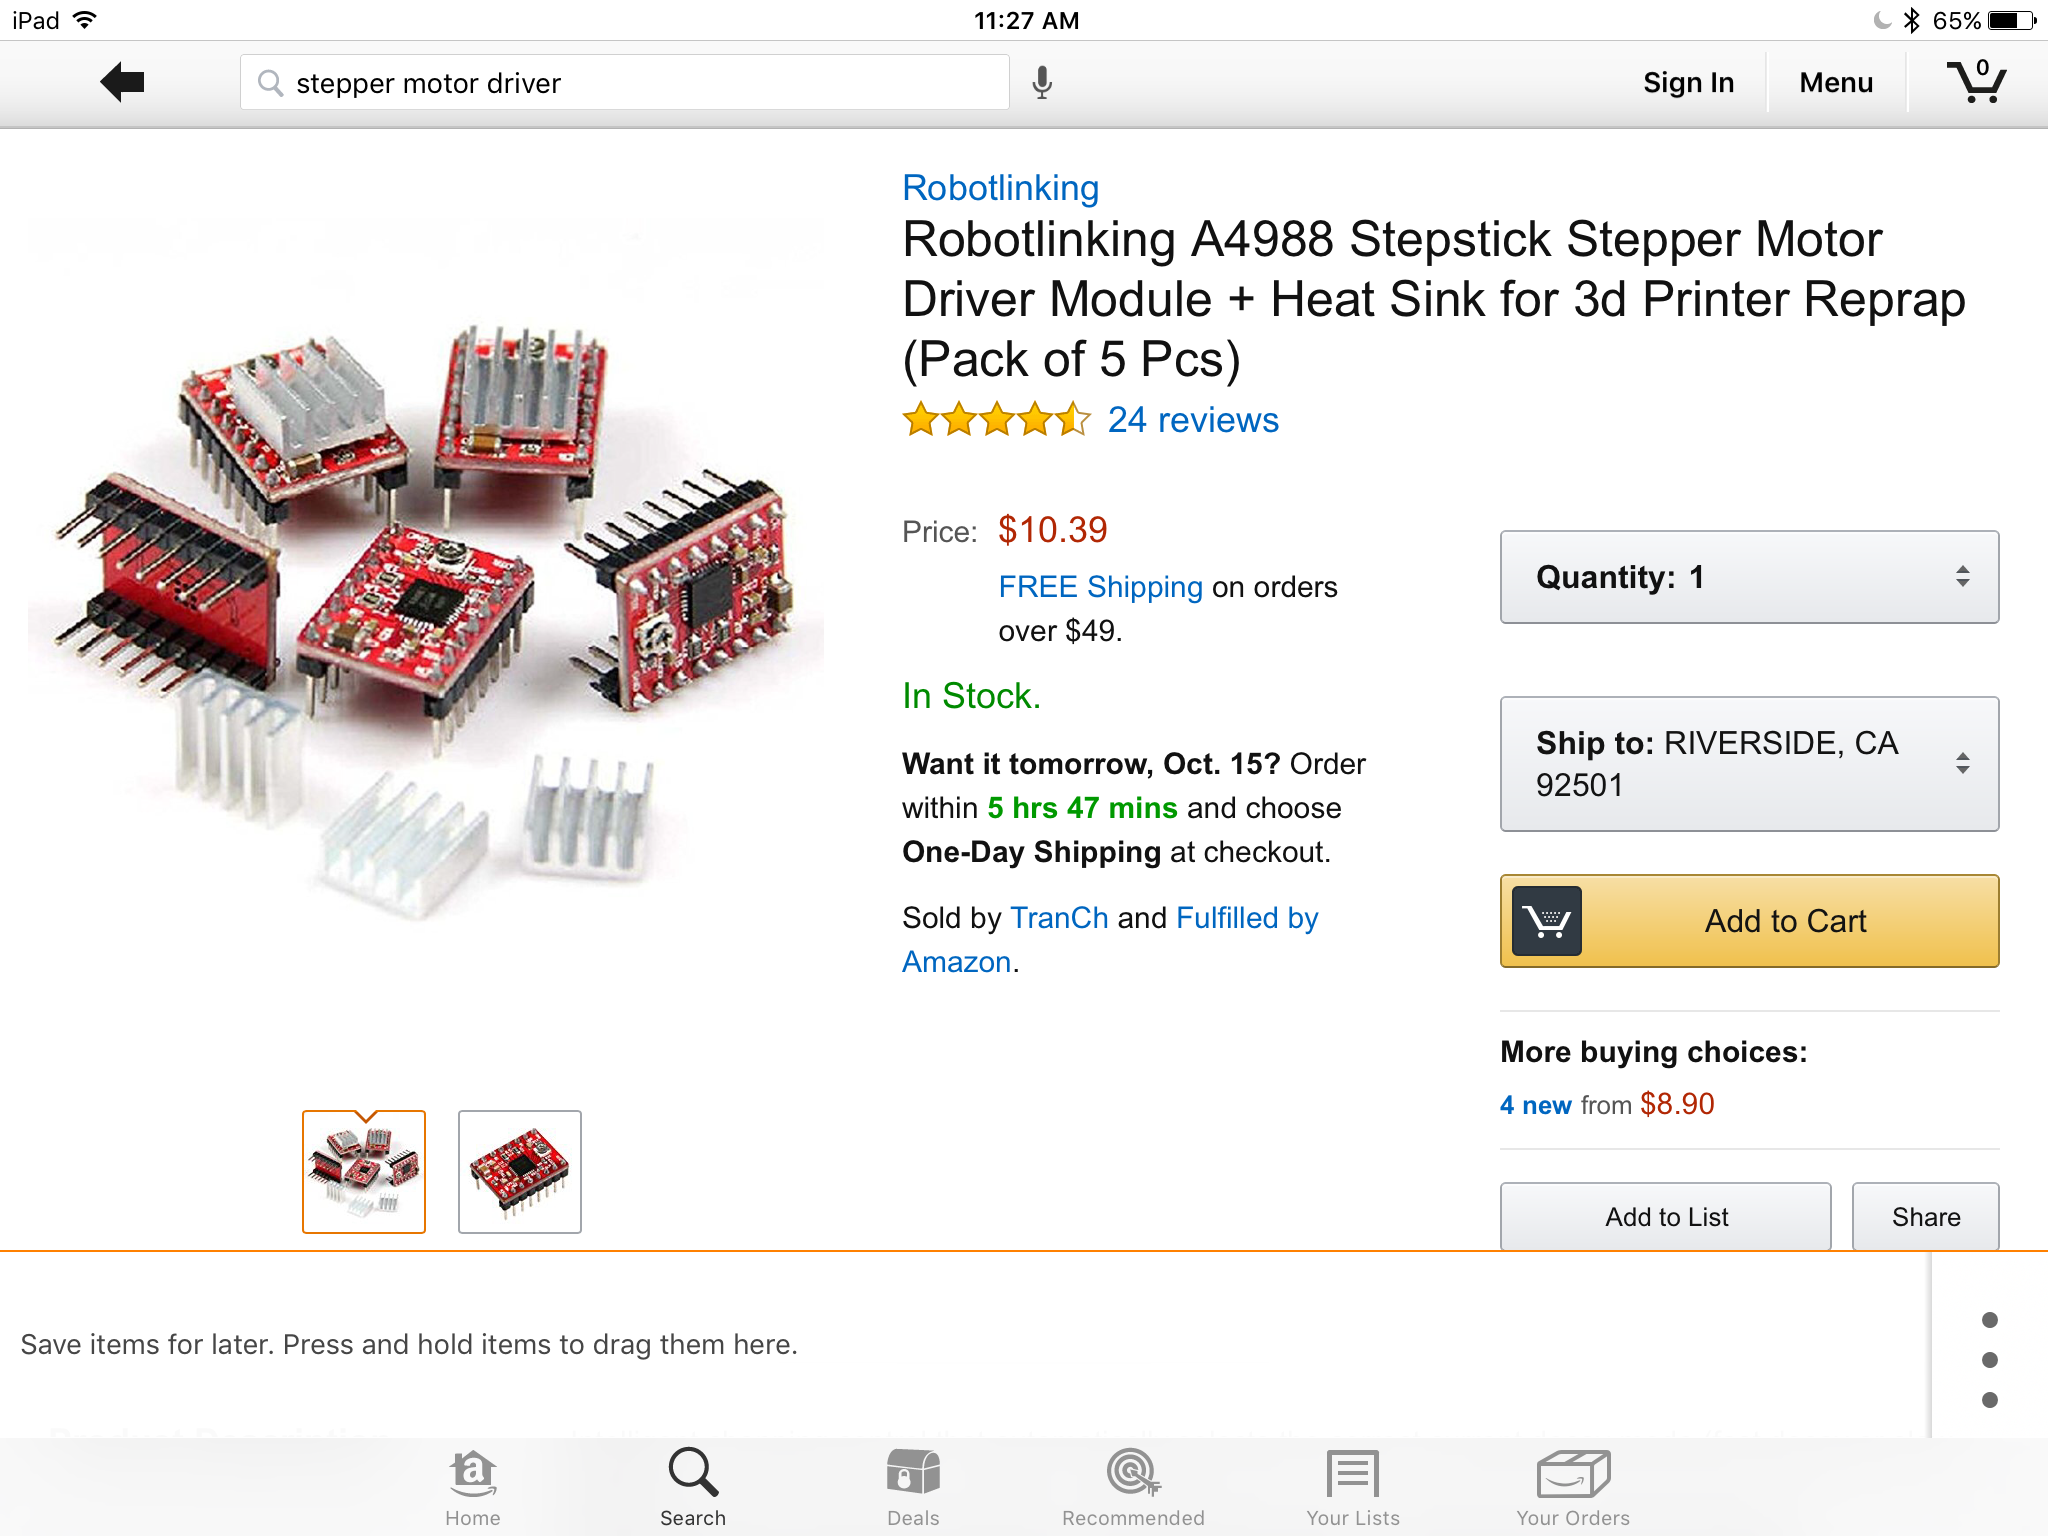 iPad
11:27 AM
65%
stepper motor driver
Sign In
Menu
0
Robotlinking
Robotlinking A4988 Stepstick Stepper Motor
Driver Module + Heat Sink for 3d Printer Reprap
(Pack of 5 Pcs)
24 reviews
Price: $10.39
FREE Shipping on orders
over $49.
In Stock.
Want it tomorrow, Oct. 15? Order
within 5 hrs 47 mins and choose
One-Day Shipping at checkout.
Sold by TranCh and Fulfilled by
Amazon.
Quantity: 1
Ship to: RIVERSIDE, CA
92501
Add to Cart
More buying choices:
4 new from $8.90
Add to List
Share
Save items for later. Press and hold items to drag them here.
Home
Search
Deals
Recommended
Your Lists
Your Orders